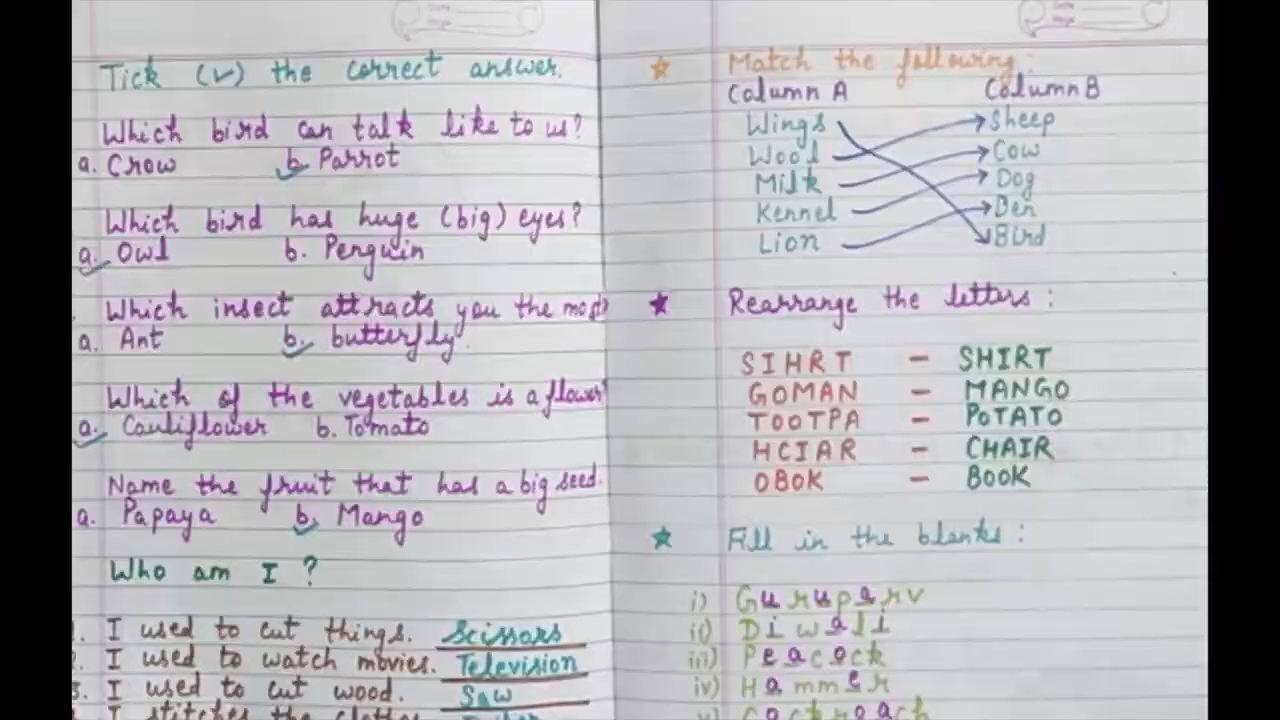 Tick (✓) the correct answer.
Which bird can talk like to us?
a. Crow b. Parrot
Which bird has huge (big) eyes?
a. Owl b. Penguin
Which insect attracts you the most?
a. Ant b. butterfly.
Which of the vegetables is a flower?
a. Cauliflower b. Tomato
Name the fruit that has a big seed.
a. Papaya b. Mango
Who am I ?
1. I used to cut things. Scissors
2. I used to watch movies. Television
3. I used to cut wood. Saw
I stitches the clothes
Match the following:
Column A Column B
Wings Sheep
Wool Cow
Milk Dog
Kennel Den
Lion Bird
Rearrange the letters:
SIHRT - SHIRT
GOMAN - MANGO
TOOTPA - POTATO
HCIAR - CHAIR
OBOK - BOOK
Fill in the blanks:
i) Gurupurv
ii) Diwali
iii) Peacock
iv) Hammer
v) Cockroach